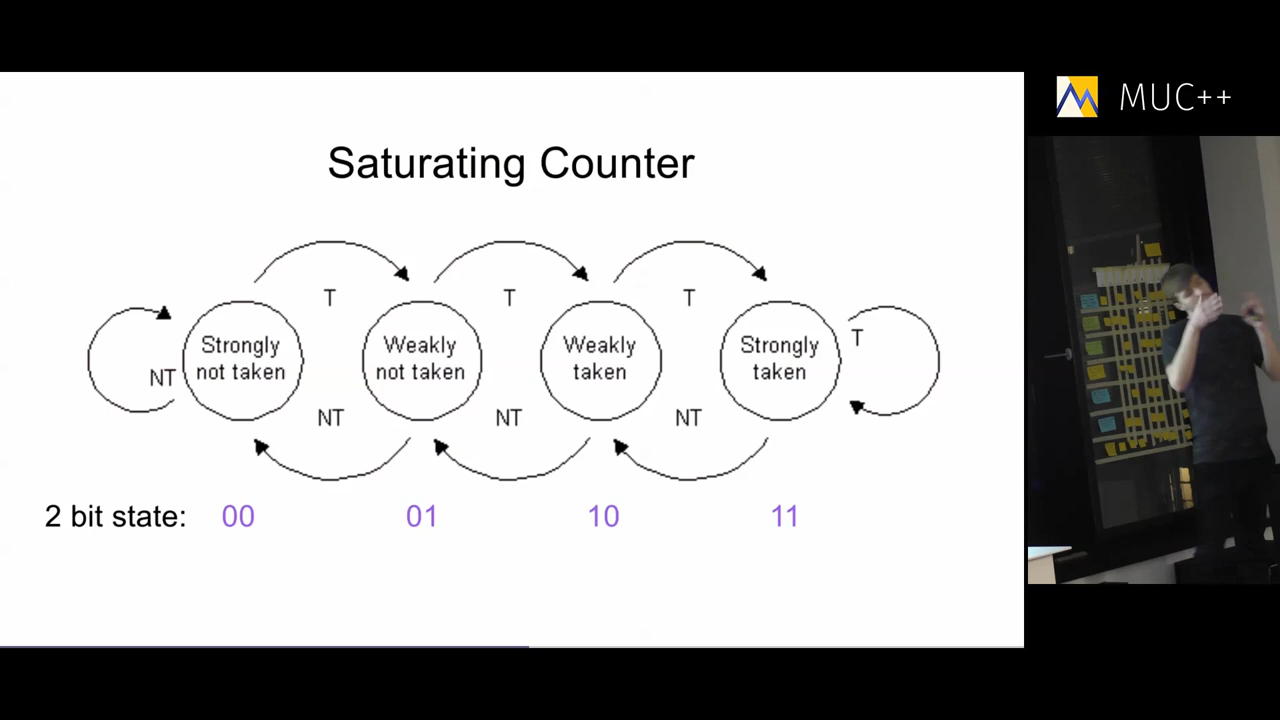 MUC++
Saturating Counter
T
T
T
T
Strongly
not taken
Weakly
not taken
Weakly
taken
Strongly
taken
NT
NT
NT
NT
2 bit state: 00 01 10 11